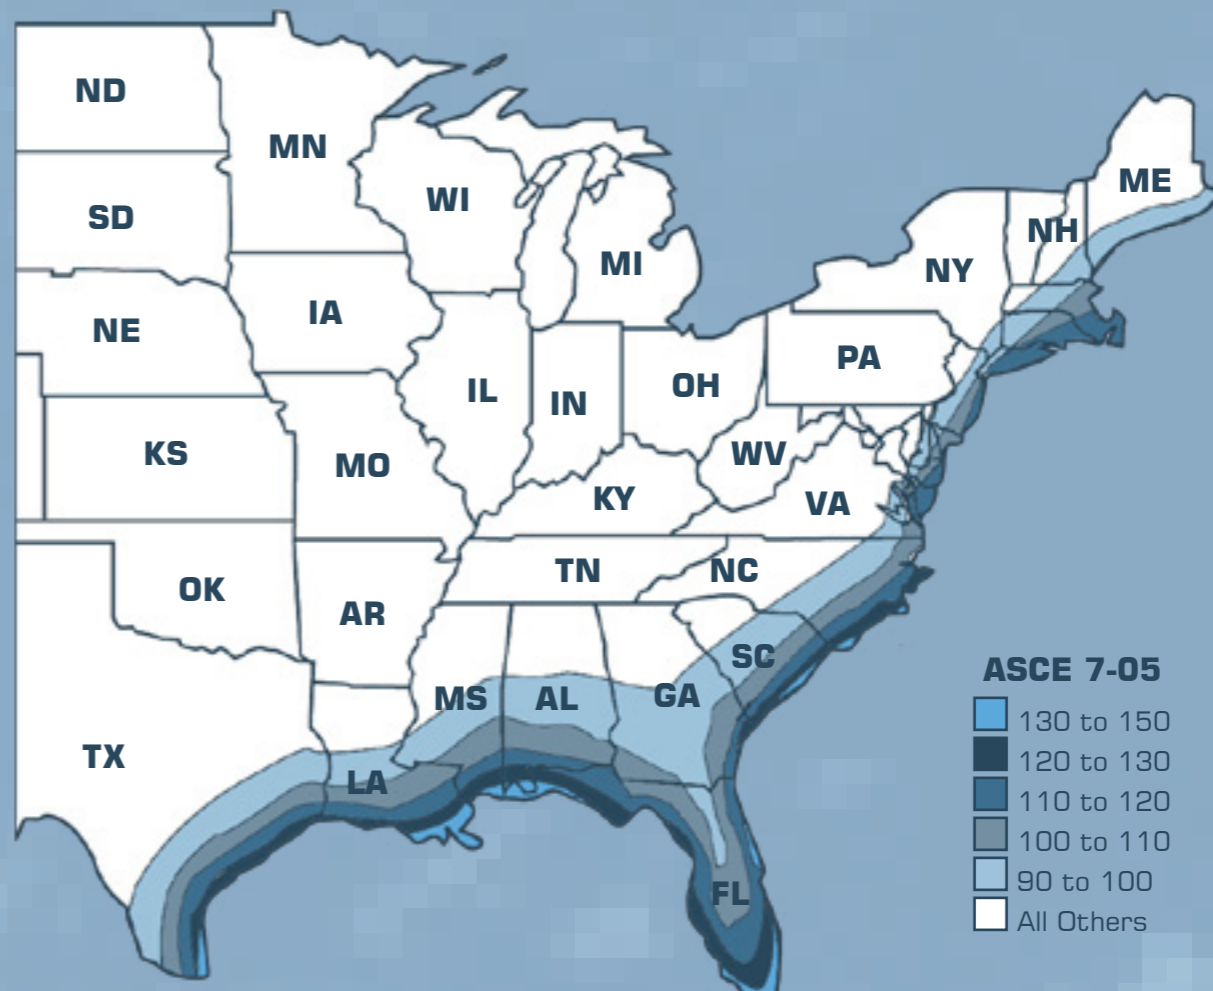 ND
MN
ME
WI
SD
NH
MI
NY
IA
NE
PA
OH
IL
IN
KS
WV
MO
KY
VA
TN
NC
OK
AR
SC
ASCE 7-05
GA
MS
AL
130 to 150
TX
120 to 130
LA
110 to 120
100 to 110
90 to 100
FL
All Others